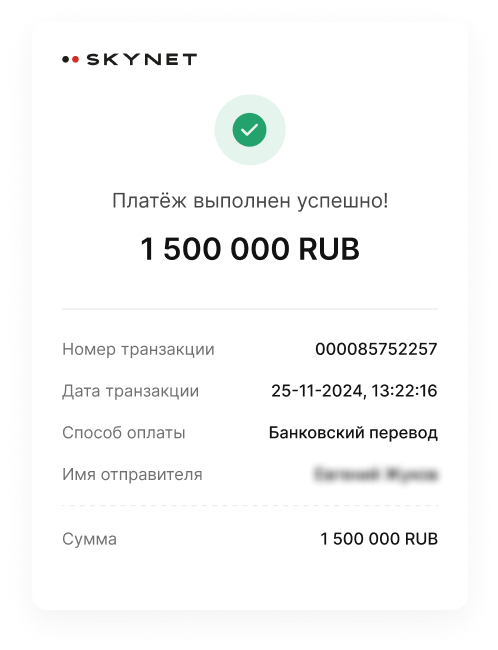 SKYNET
Платёж выполнен успешно!
1 500 000 RUB
Номер транзакции 000085752257
Дата транзакции 25-11-2024, 13:22:16
Способ оплаты Банковский перевод
Имя отправителя
Сумма 1 500 000 RUB